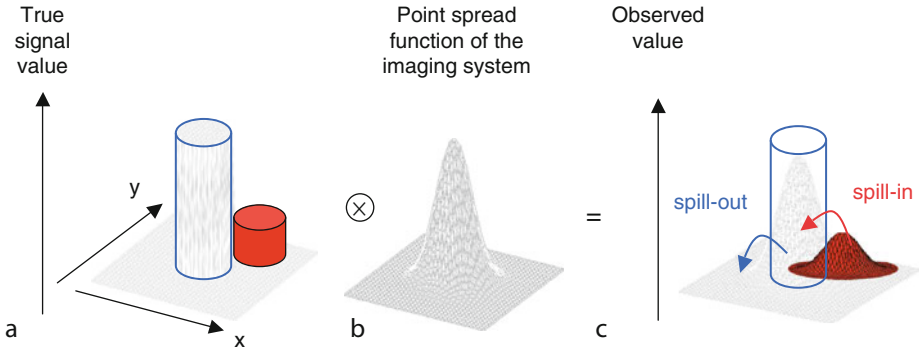 True
signal
value
Point spread
function of the
imaging system
Observed
value
y
x
=
spill-out
spill-in
a
x
b
c